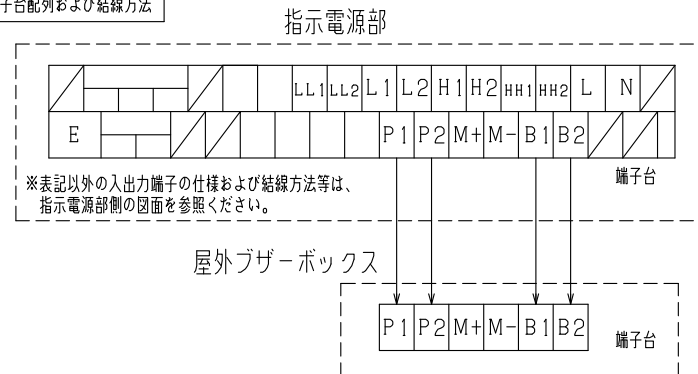 子台配列および結線方法
指示電源部
LL1 LL2 L1 L2 H1 H2 HH1 HH2 L N
E P1 P2 M+ M- B1 B2
端子台
※表記以外の入出力端子の仕様および結線方法等は、
指示電源部側の図面を参照ください。
屋外ブザーボックス
P1 P2 M+ M- B1 B2
端子台